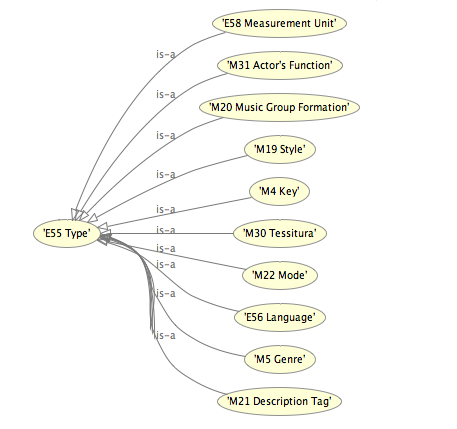 'E58 Measurement Unit'
is-a
'M31 Actor's Function'
is-a
'M20 Music Group Formation'
is-a
'M19 Style'
is-a
'M4 Key'
is-a
'E55 Type'
'M30 Tessitura'
is-a
'M22 Mode'
is-a
is-a
'E56 Language'
is-a
'M5 Genre'
is-a
'M21 Description Tag'